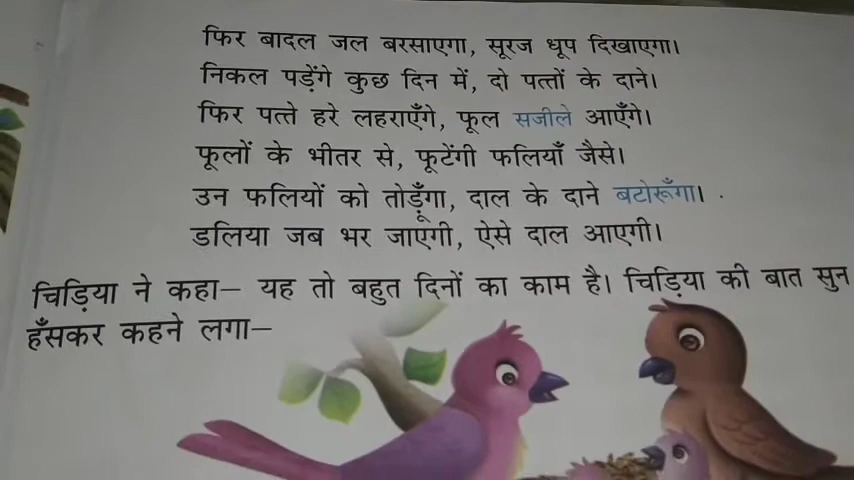 फिर बादल जल बरसाएगा, सूरज धूप दिखाएगा।
निकल पड़ेंगे कुछ दिन में, दो पत्तों के दाने।
फिर पत्ते हरे लहराएँगे, फूल सजीले आएँगे।
फूलों के भीतर से, फूटेंगी फलियाँ जैसे।
उन फलियों को तोड़ूँगा, दाल के दाने बटोरूँगा।
डलिया जब भर जाएगी, ऐसे दाल आएगी।
चिड़िया ने कहा– यह तो बहुत दिनों का काम है। चिड़िया की बात सुन
हँसकर कहने लगा–